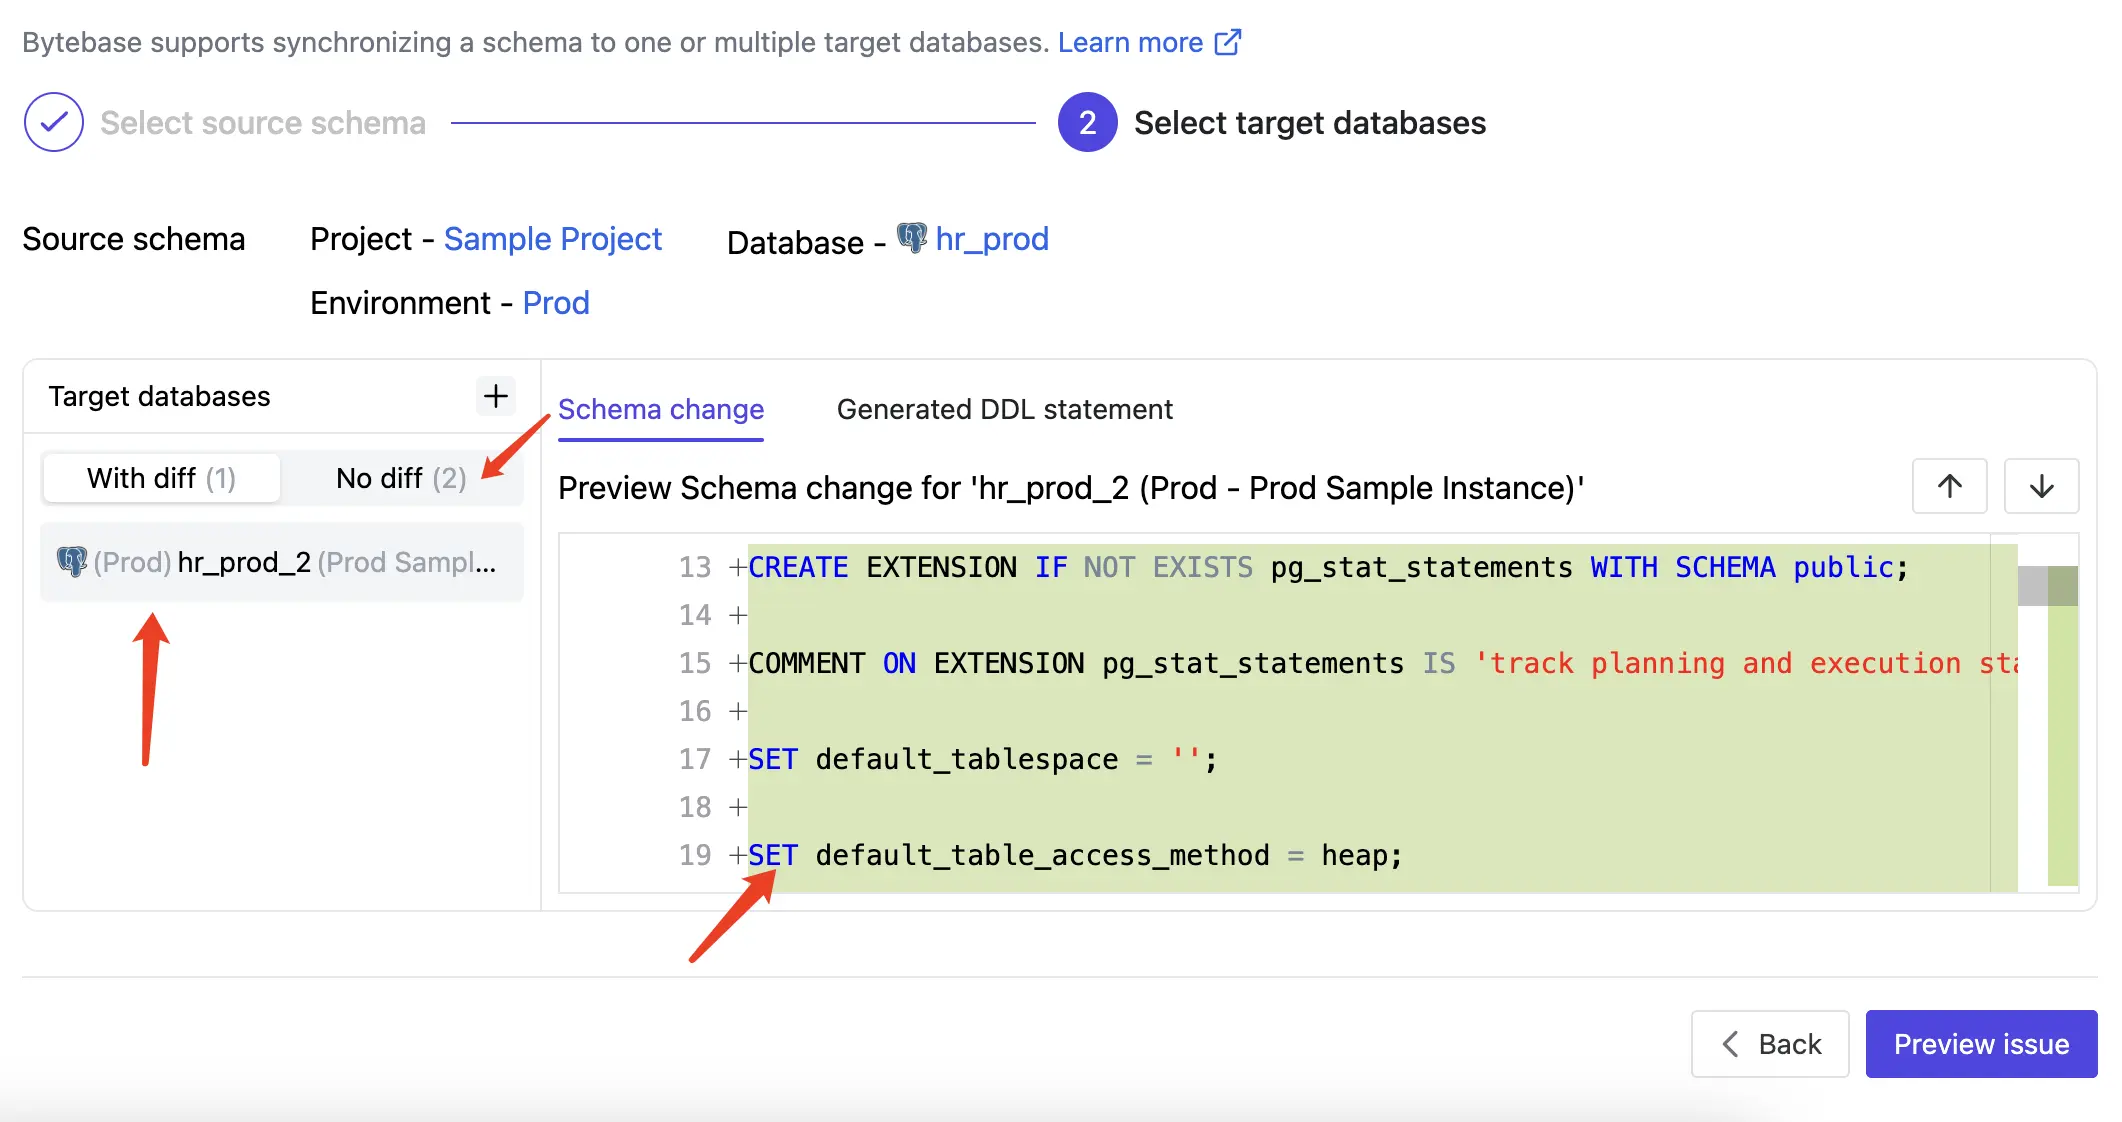 Bytebase supports synchronizing a schema to one or multiple target databases. Learn more
Select source schema
2 Select target databases
Source schema Project - Sample Project Database - hr_prod
Environment - Prod
Target databases +
With diff (1) No diff (2)
(Prod) hr_prod_2 (Prod Sampl...
Schema change Generated DDL statement
Preview Schema change for 'hr_prod_2 (Prod - Prod Sample Instance)'
13 +CREATE EXTENSION IF NOT EXISTS pg_stat_statements WITH SCHEMA public;
14 +
15 +COMMENT ON EXTENSION pg_stat_statements IS 'track planning and execution sta
16 +
17 +SET default_tablespace = '';
18 +
19 +SET default_table_access_method = heap;
Back Preview issue